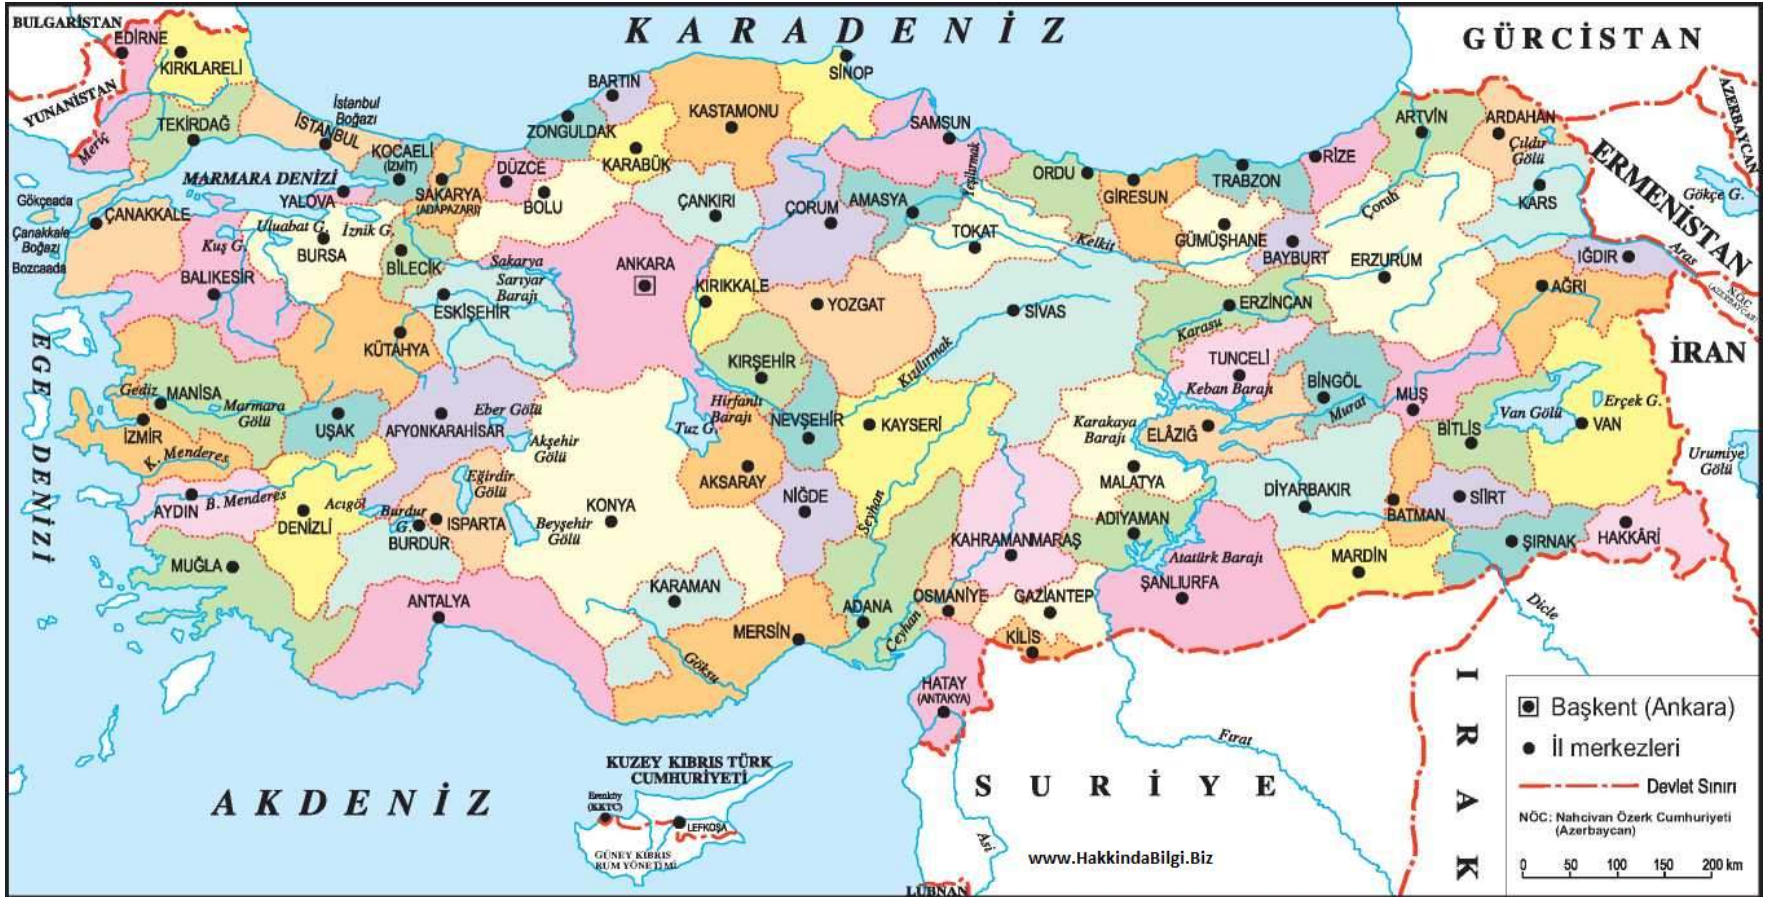 BULGARİSTAN
KARADENİZ
GÜRCİSTAN
EDİRNE
KIRKLARELİ
YUNANİSTAN
SİNOP
BARTIN
AZERBAYCAN
İstanbul
Boğazı
TEKİRDAĞ
İSTANBUL
ZONGULDAK
KASTAMONU
SAMSUN
ARTVİN
ARDAHAN
Çıldır
Gölü
ERMENİSTAN
Meriç
KOCAELİ
(İZMİT)
DÜZCE
KARABÜK
RİZE
MARMARA DENİZİ
YALOVA
SAKARYA
(ADAPAZARI)
BOLU
ÇANKIRI
ÇORUM
AMASYA
Yeşilırmak
ORDU
GİRESUN
TRABZON
Çoruh
KARS
Gökçe G.
Gökçeada
ÇANAKKALE
Çanakkale
Boğazı
Bozcaada
Kuş G.
Uluabat G.
İznik G.
BURSA
BİLECİK
TOKAT
Kelkit
GÜMÜŞHANE
BAYBURT
ERZURUM
IĞDIR
Aras
BALIKESİR
Sakarya
Sarıyar
Barajı
ESKİŞEHİR
ANKARA
KIRIKKALE
YOZGAT
SİVAS
ERZİNCAN
AĞRI
NÖÇ
(AZERBAYCAN)
EGE DENİZİ
KÜTAHYA
KIRŞEHİR
Kızılırmak
Karasu
TUNCELİ
Keban Barajı
BİNGÖL
Murat
MUŞ
İRAN
Gediz
MANİSA
Marmara
Gölü
İZMİR
UŞAK
AFYONKARAHİSAR
Eber Gölü
Akşehir
Gölü
Tuz G.
Hirfanlı
Barajı
NEVŞEHİR
KAYSERİ
Karakaya
Barajı
ELÂZIĞ
BİTLİS
Van Gölü
Erçek G.
VAN
Urumiye
Gölü
K. Menderes
AYDIN
B. Menderes
Acıgöl
DENİZLİ
Burdur
G.
BURDUR
Eğirdir
Gölü
ISPARTA
Beyşehir
Gölü
KONYA
AKSARAY
NİĞDE
Seyhan
MALATYA
DİYARBAKIR
SİİRT
BATMAN
MUĞLA
KAHRAMANMARAŞ
ADIYAMAN
Atatürk Barajı
MARDİN
ŞIRNAK
HAKKÂRİ
ANTALYA
KARAMAN
MERSİN
Göksu
ADANA
Ceyhan
OSMANİYE
GAZİANTEP
ŞANLIURFA
Dicle
KİLİS
HATAY
(ANTAKYA)
AKDENİZ
KUZEY KIBRIS TÜRK
CUMHURİYETİ
Erenköy
(KKTC)
LEFKOŞA
GÜNEY KIBRIS
RUM YÖNETİMİ
Fırat
SURİYE
Asi
LÜBNAN
IRAK
www.HakkindaBilgi.Biz
Başkent (Ankara)
İl merkezleri
Devlet Sınırı
NÖC: Nahcivan Özerk Cumhuriyeti
(Azerbaycan)
0 50 100 150 200 km